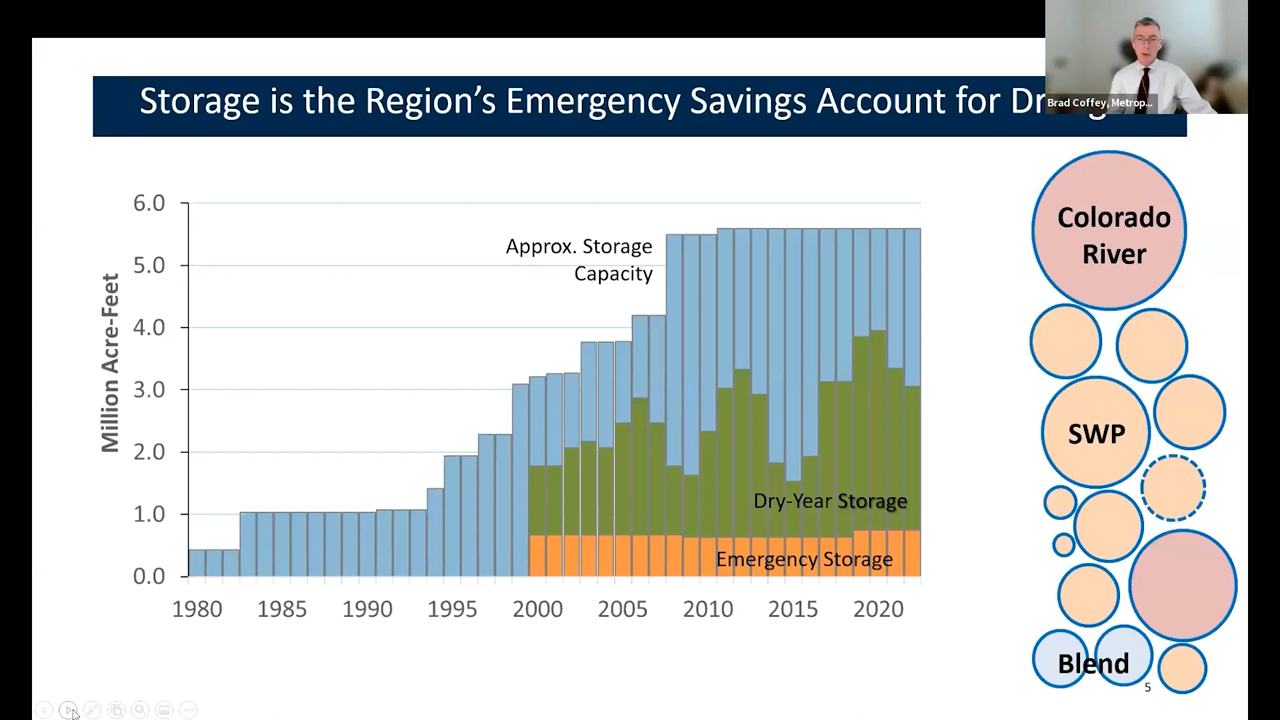 Storage is the Region's Emergency Savings Account for
Brad Coffey, Metrop...
Colorado
River
SWP
Blend
5
Approx. Storage
Capacity
Dry-Year Storage
Emergency Storage
Million Acre-Feet
6.0
5.0
4.0
3.0
2.0
1.0
0.0
1980 1985 1990 1995 2000 2005 2010 2015 2020